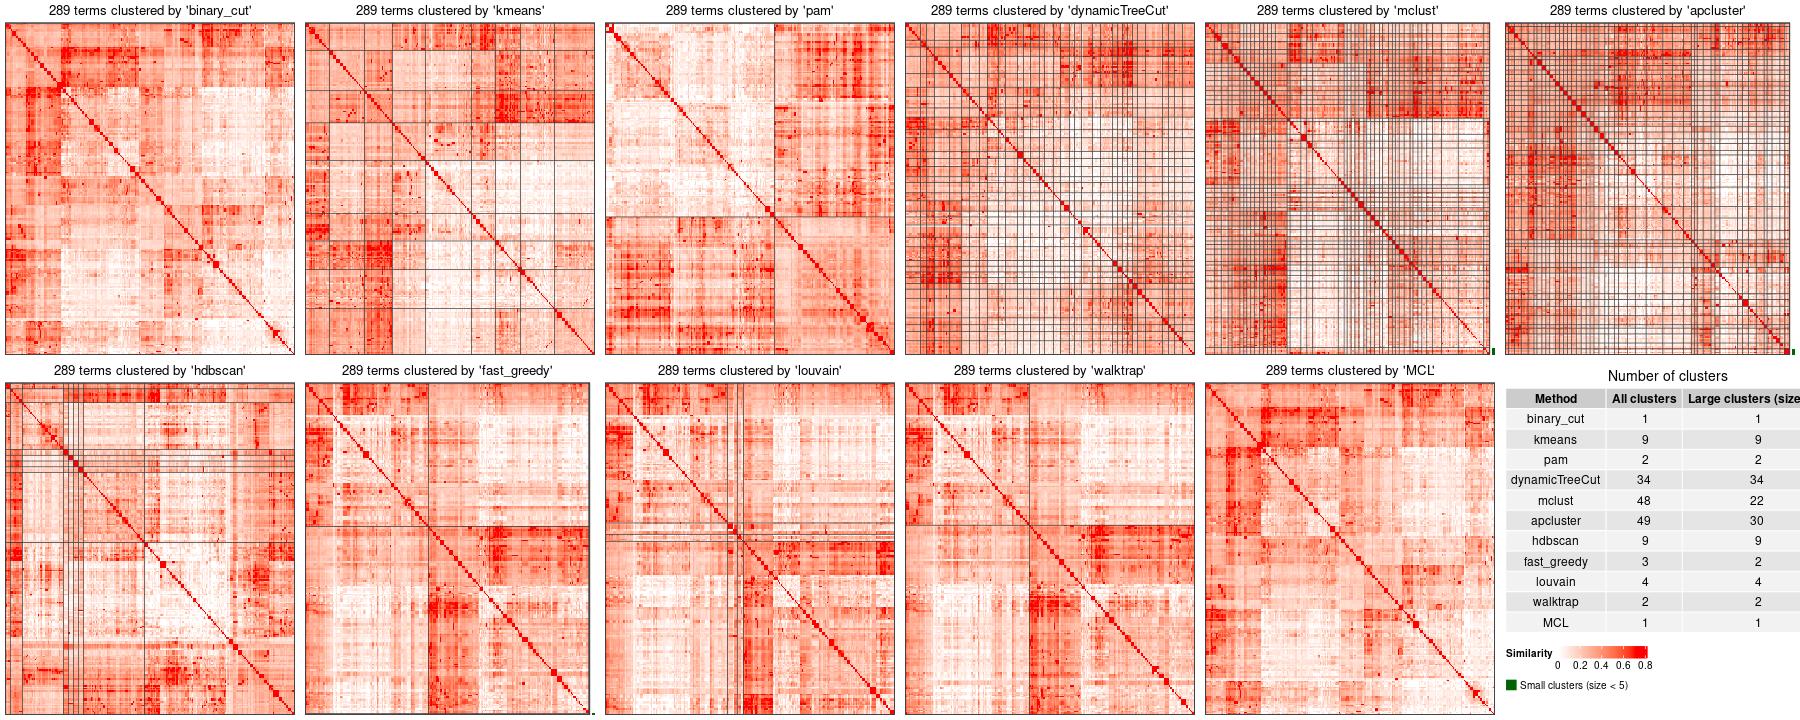 289 terms clustered by 'binary_cut'
289 terms clustered by 'kmeans'
289 terms clustered by 'pam'
289 terms clustered by 'dynamicTreeCut'
289 terms clustered by 'mclust'
289 terms clustered by 'apcluster'
289 terms clustered by 'hdbscan'
289 terms clustered by 'fast_greedy'
289 terms clustered by 'louvain'
289 terms clustered by 'walktrap'
289 terms clustered by 'MCL'
Number of clusters
Method All clusters Large clusters (size
binary_cut 1 1
kmeans 9 9
pam 2 2
dynamicTreeCut 34 34
mclust 48 22
apcluster 49 30
hdbscan 9 9
fast_greedy 3 2
louvain 4 4
walktrap 2 2
MCL 1 1
Similarity
0 0.2 0.4 0.6 0.8
Small clusters (size < 5)